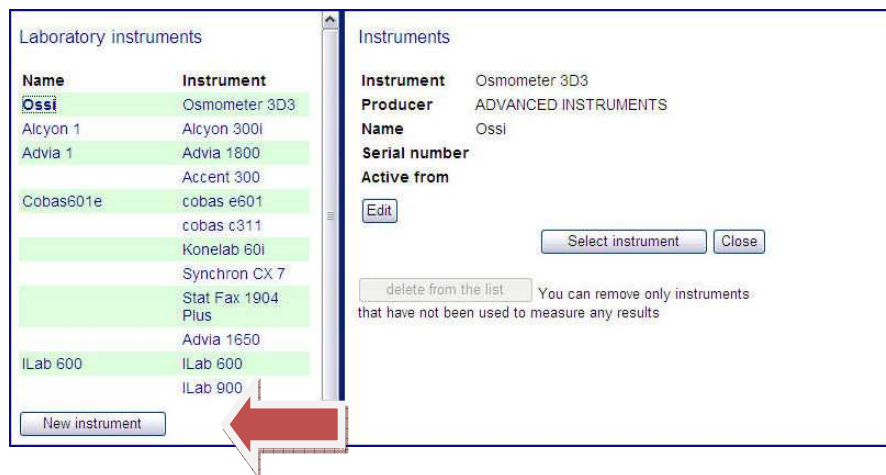 Laboratory instruments
Name Instrument
Ossi Osmometer 3D3
Alcyon 1 Alcyon 300i
Advia 1 Advia 1800
Accent 300
Cobas601e cobas e601
cobas c311
Konelab 60i
Synchron CX 7
Stat Fax 1904
Plus
Advia 1650
ILab 600 ILab 600
ILab 900
New instrument
Instruments
Instrument Osmometer 3D3
Producer ADVANCED INSTRUMENTS
Name Ossi
Serial number
Active from
Edit
Select instrument Close
delete from the list You can remove only instruments
that have not been used to measure any results